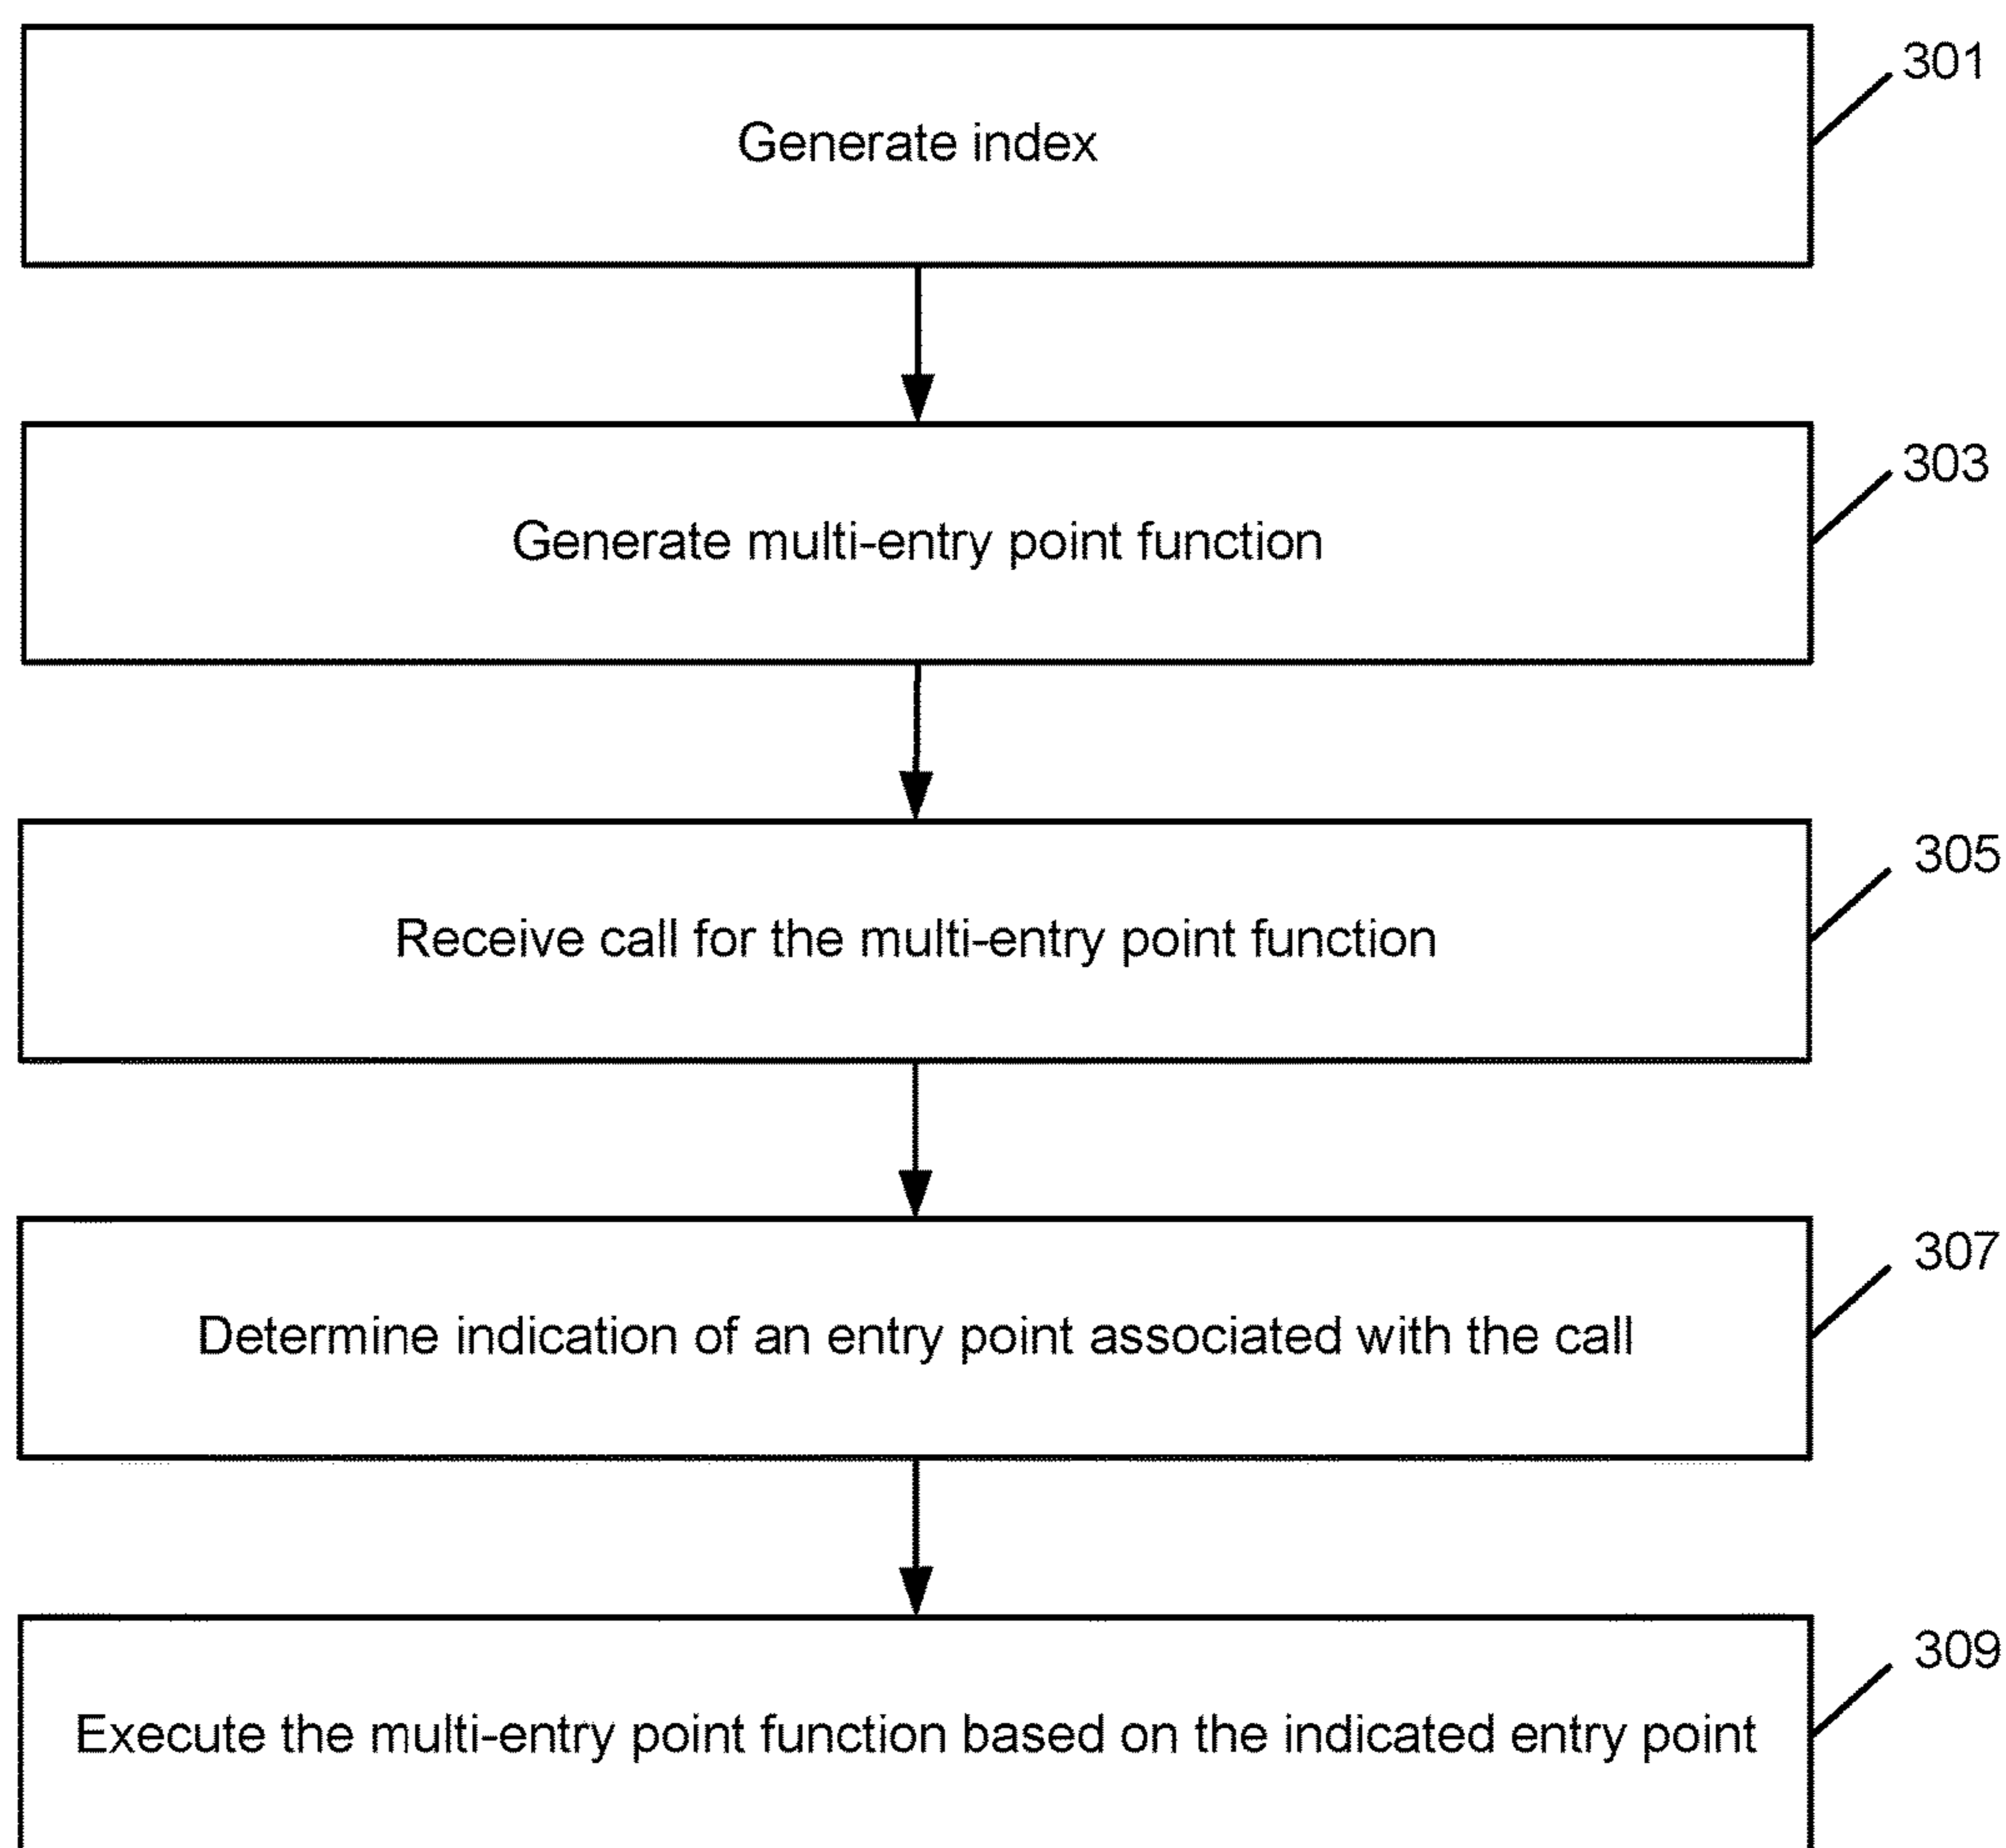 301
Generate index
303
Generate multi-entry point function
305
Receive call for the multi-entry point function
307
Determine indication of an entry point associated with the call
309
Execute the multi-entry point function based on the indicated entry point